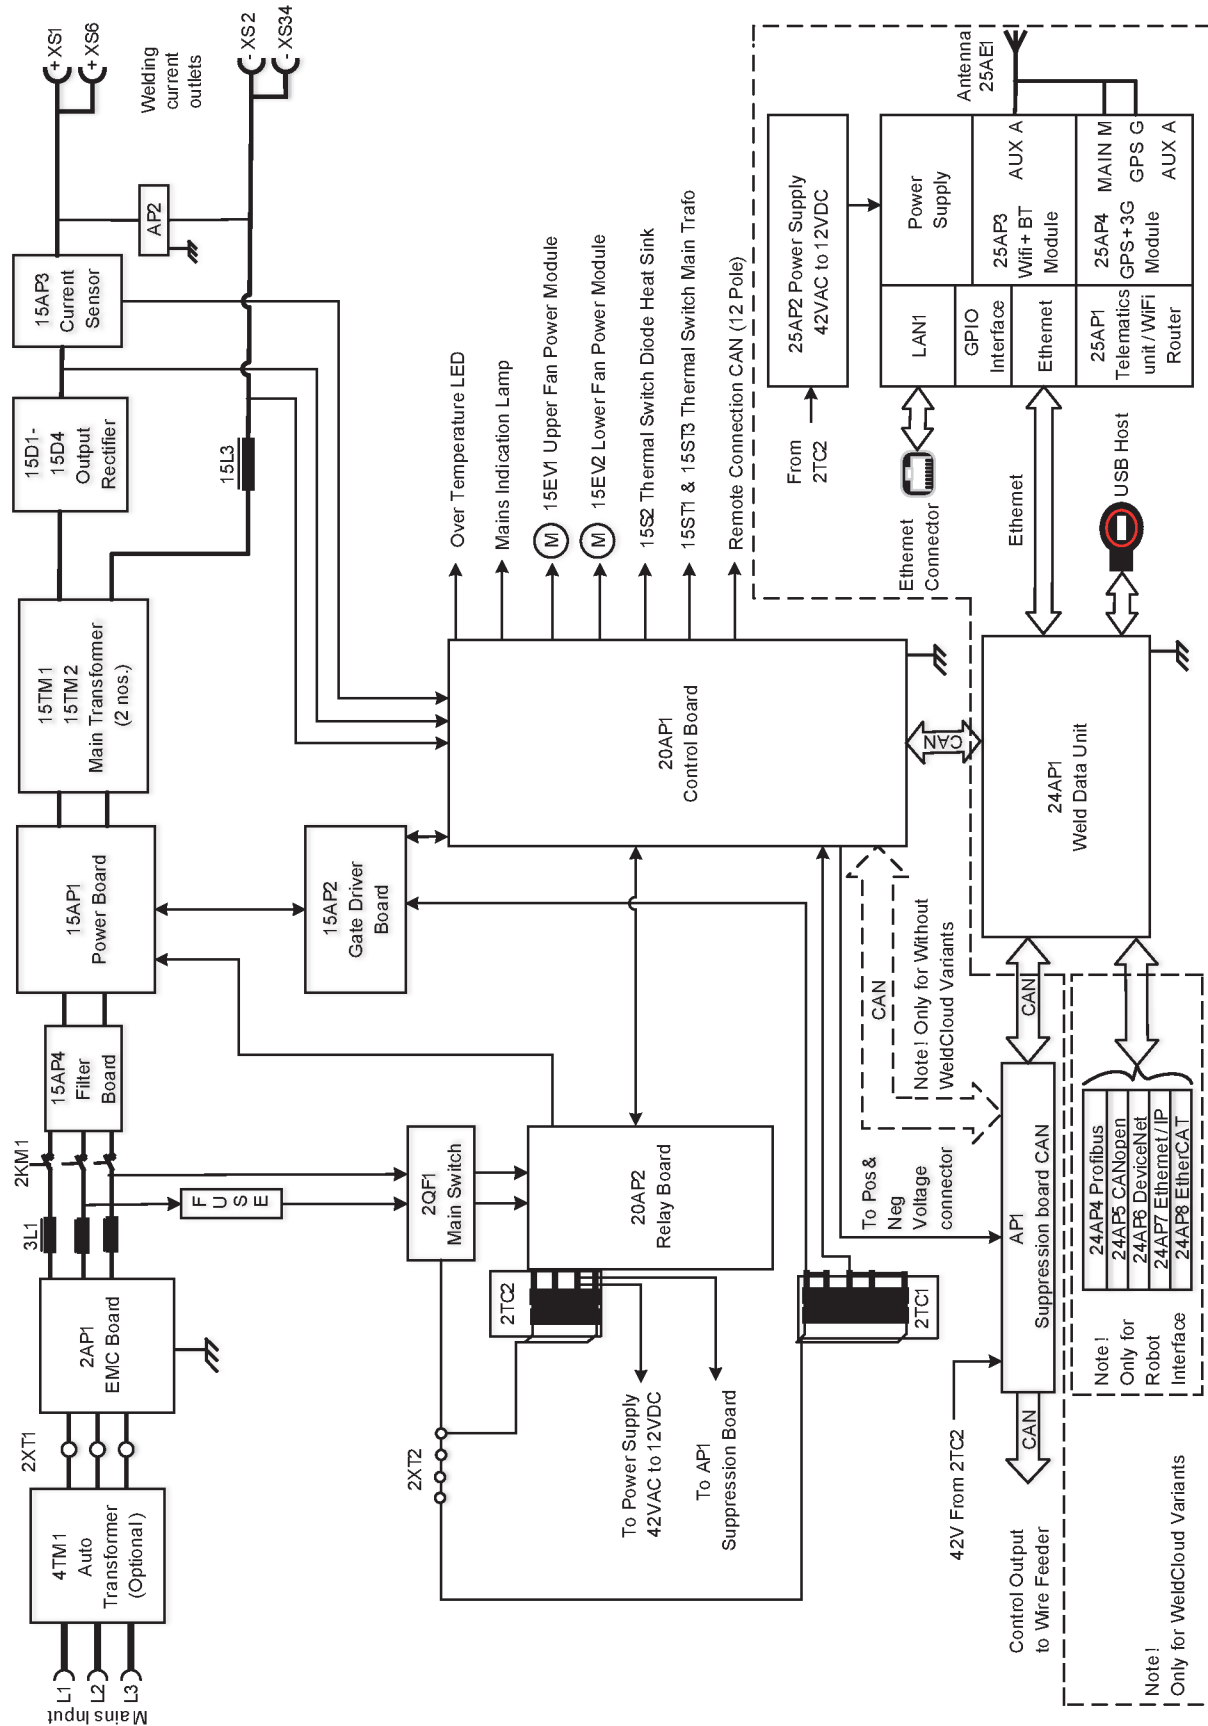 Mains Input
L1
L2
L3
4TM1
Auto
Transformer
(Optional)
2XT1
2AP1
EMC Board
3L1
2KM1
FUSE
15AP4
Filter
Board
15AP1
Power Board
15TM1
15TM2
Main Transformer
(2 nos.)
15D1-
15D4
Output
Rectifier
15AP3
Current
Sensor
15L3
AP2
+ XS1
+ XS6
Welding
current
outlets
- XS2
- XS34
2QF1
Main Switch
15AP2
Gate Driver
Board
2XT2
2TC2
20AP2
Relay Board
20AP1
Control Board
Over Temperature LED
Mains Indication Lamp
M
15EV1 Upper Fan Power Module
M
15EV2 Lower Fan Power Module
15S2 Thermal Switch Diode Heat Sink
15ST1 & 15ST3 Thermal Switch Main Trafo
Remote Connection CAN (12 Pole)
To Power Supply
42VAC to 12VDC
To AP1
Suppression Board
2TC1
To Pos &
Neg
Voltage
connector
CAN
Note! Only for Without
WeldCloud Variants
CAN
42V From 2TC2
AP1
Suppression board CAN
CAN
CAN
Control Output
to Wire Feeder
24AP1
Weld Data Unit
Ethernet
USB Host
From
2TC2
25AP2 Power Supply
42VAC to 12VDC
Ethernet
Connector
LAN1
Power
Supply
GPIO
Interface
Ethernet
25AP3
Wifi + BT
Module
AUX A
25AP1
Telematics
unit / WiFi
Router
25AP4
GPS + 3G
Module
MAIN M
GPS G
AUX A
Antenna
25AE1
Note!
Only for
Robot
Interface
24AP4 Profibus
24AP5 CANopen
24AP6 DeviceNet
24AP7 Ethernet / IP
24AP8 EtherCAT
Note!
Only for WeldCloud Variants